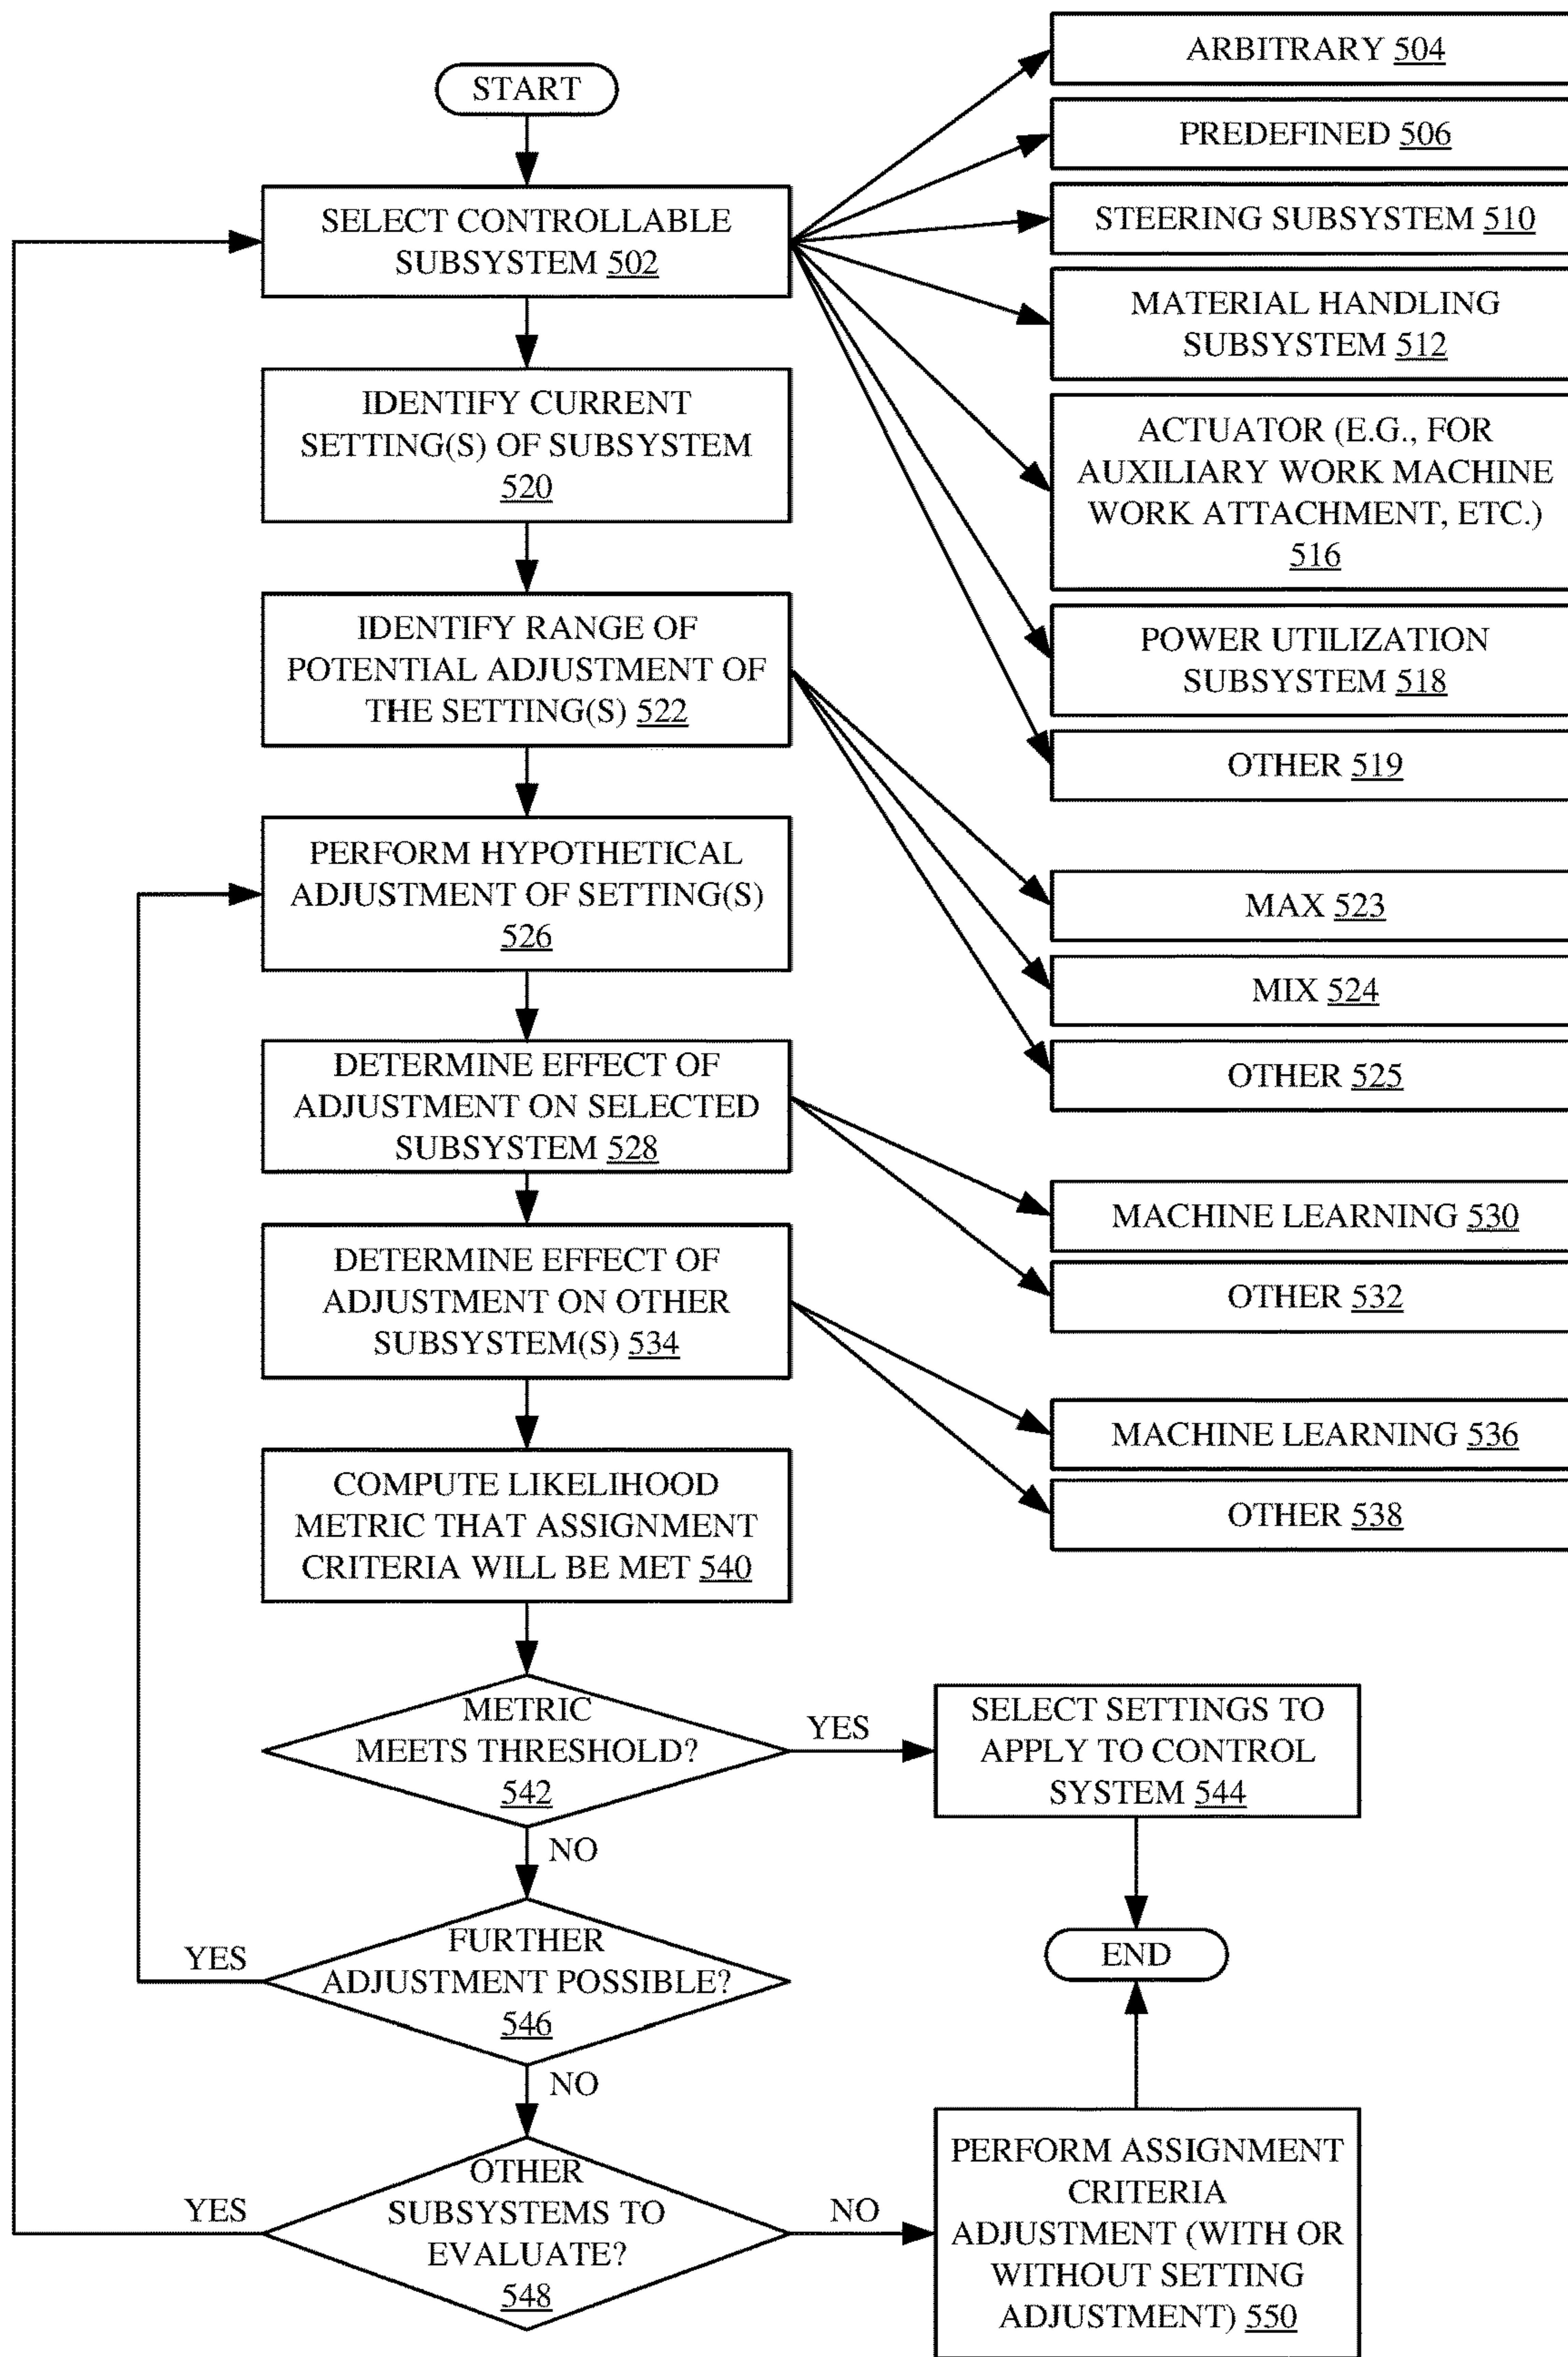 START
SELECT CONTROLLABLE
SUBSYSTEM 502
ARBITRARY 504
PREDEFINED 506
STEERING SUBSYSTEM 510
MATERIAL HANDLING
SUBSYSTEM 512
ACTUATOR (E.G., FOR
AUXILIARY WORK MACHINE
WORK ATTACHMENT, ETC.)
516
POWER UTILIZATION
SUBSYSTEM 518
OTHER 519
IDENTIFY CURRENT
SETTING(S) OF SUBSYSTEM
520
IDENTIFY RANGE OF
POTENTIAL ADJUSTMENT OF
THE SETTING(S) 522
MAX 523
MIX 524
OTHER 525
PERFORM HYPOTHETICAL
ADJUSTMENT OF SETTING(S)
526
DETERMINE EFFECT OF
ADJUSTMENT ON SELECTED
SUBSYSTEM 528
MACHINE LEARNING 530
OTHER 532
DETERMINE EFFECT OF
ADJUSTMENT ON OTHER
SUBSYSTEM(S) 534
MACHINE LEARNING 536
OTHER 538
COMPUTE LIKELIHOOD
METRIC THAT ASSIGNMENT
CRITERIA WILL BE MET 540
METRIC
MEETS THRESHOLD?
542
YES
SELECT SETTINGS TO
APPLY TO CONTROL
SYSTEM 544
NO
FURTHER
ADJUSTMENT POSSIBLE?
546
YES
END
NO
OTHER
SUBSYSTEMS TO
EVALUATE?
548
YES
NO
PERFORM ASSIGNMENT
CRITERIA
ADJUSTMENT (WITH OR
WITHOUT SETTING
ADJUSTMENT) 550